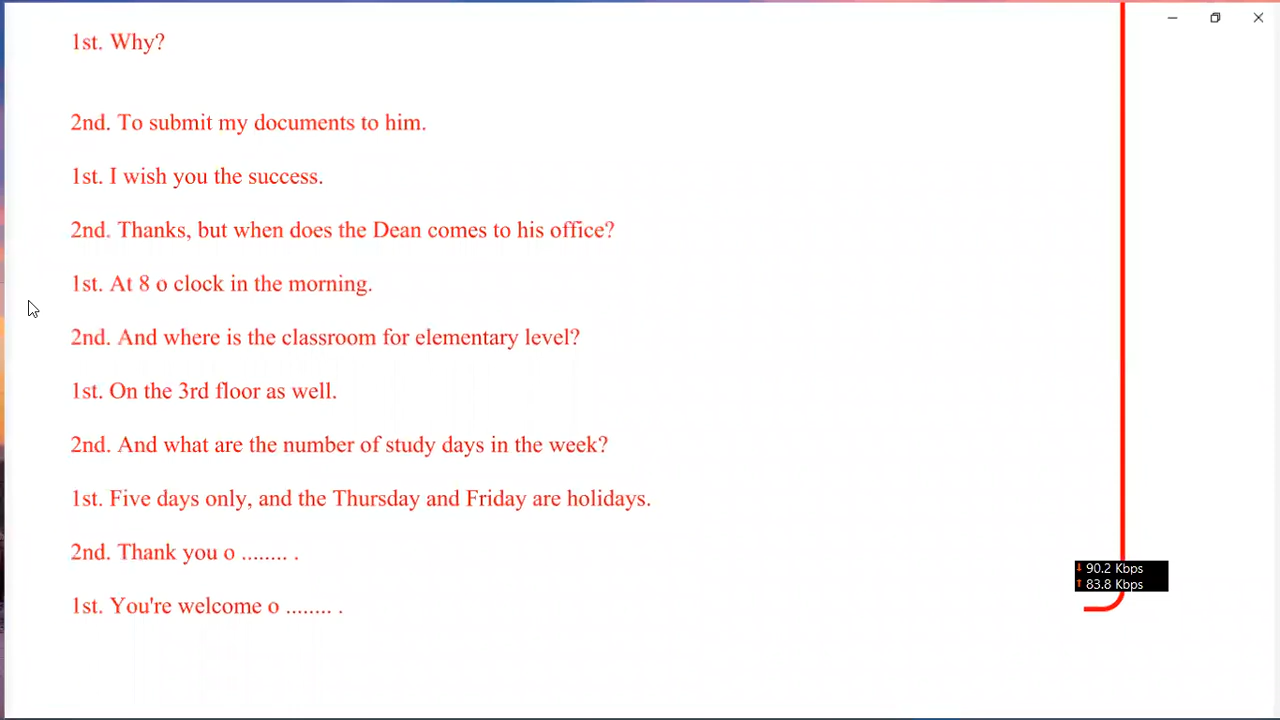 1st. Why?
2nd. To submit my documents to him.
1st. I wish you the success.
2nd. Thanks, but when does the Dean comes to his office?
1st. At 8 o clock in the morning.
2nd. And where is the classroom for elementary level?
1st. On the 3rd floor as well.
2nd. And what are the number of study days in the week?
1st. Five days only, and the Thursday and Friday are holidays.
2nd. Thank you o ........ .
1st. You're welcome o ........ .
↓ 90.2 Kbps
↑ 83.8 Kbps